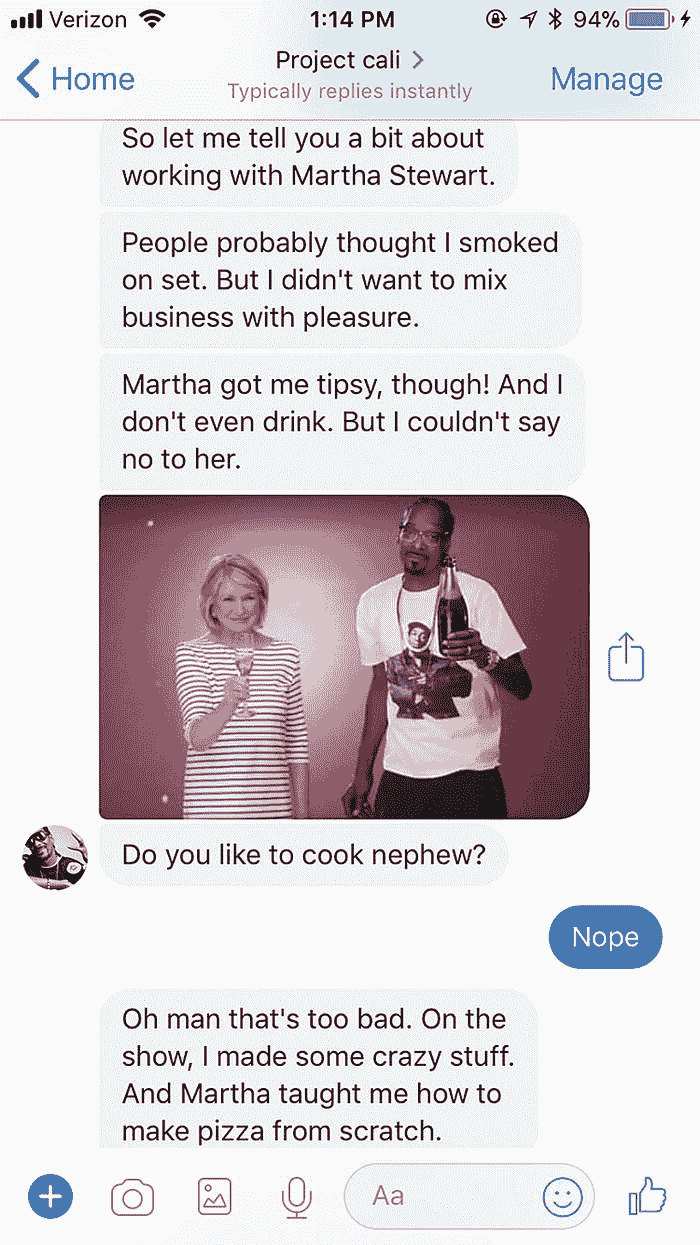 Verizon 1:14 PM 94%
Home Project cali Manage
Typically replies instantly
So let me tell you a bit about
working with Martha Stewart.
People probably thought I smoked
on set. But I didn't want to mix
business with pleasure.
Martha got me tipsy, though! And I
don't even drink. But I couldn't say
no to her.
Do you like to cook nephew?
Nope
Oh man that's too bad. On the
show, I made some crazy stuff.
And Martha taught me how to
make pizza from scratch.
Aa